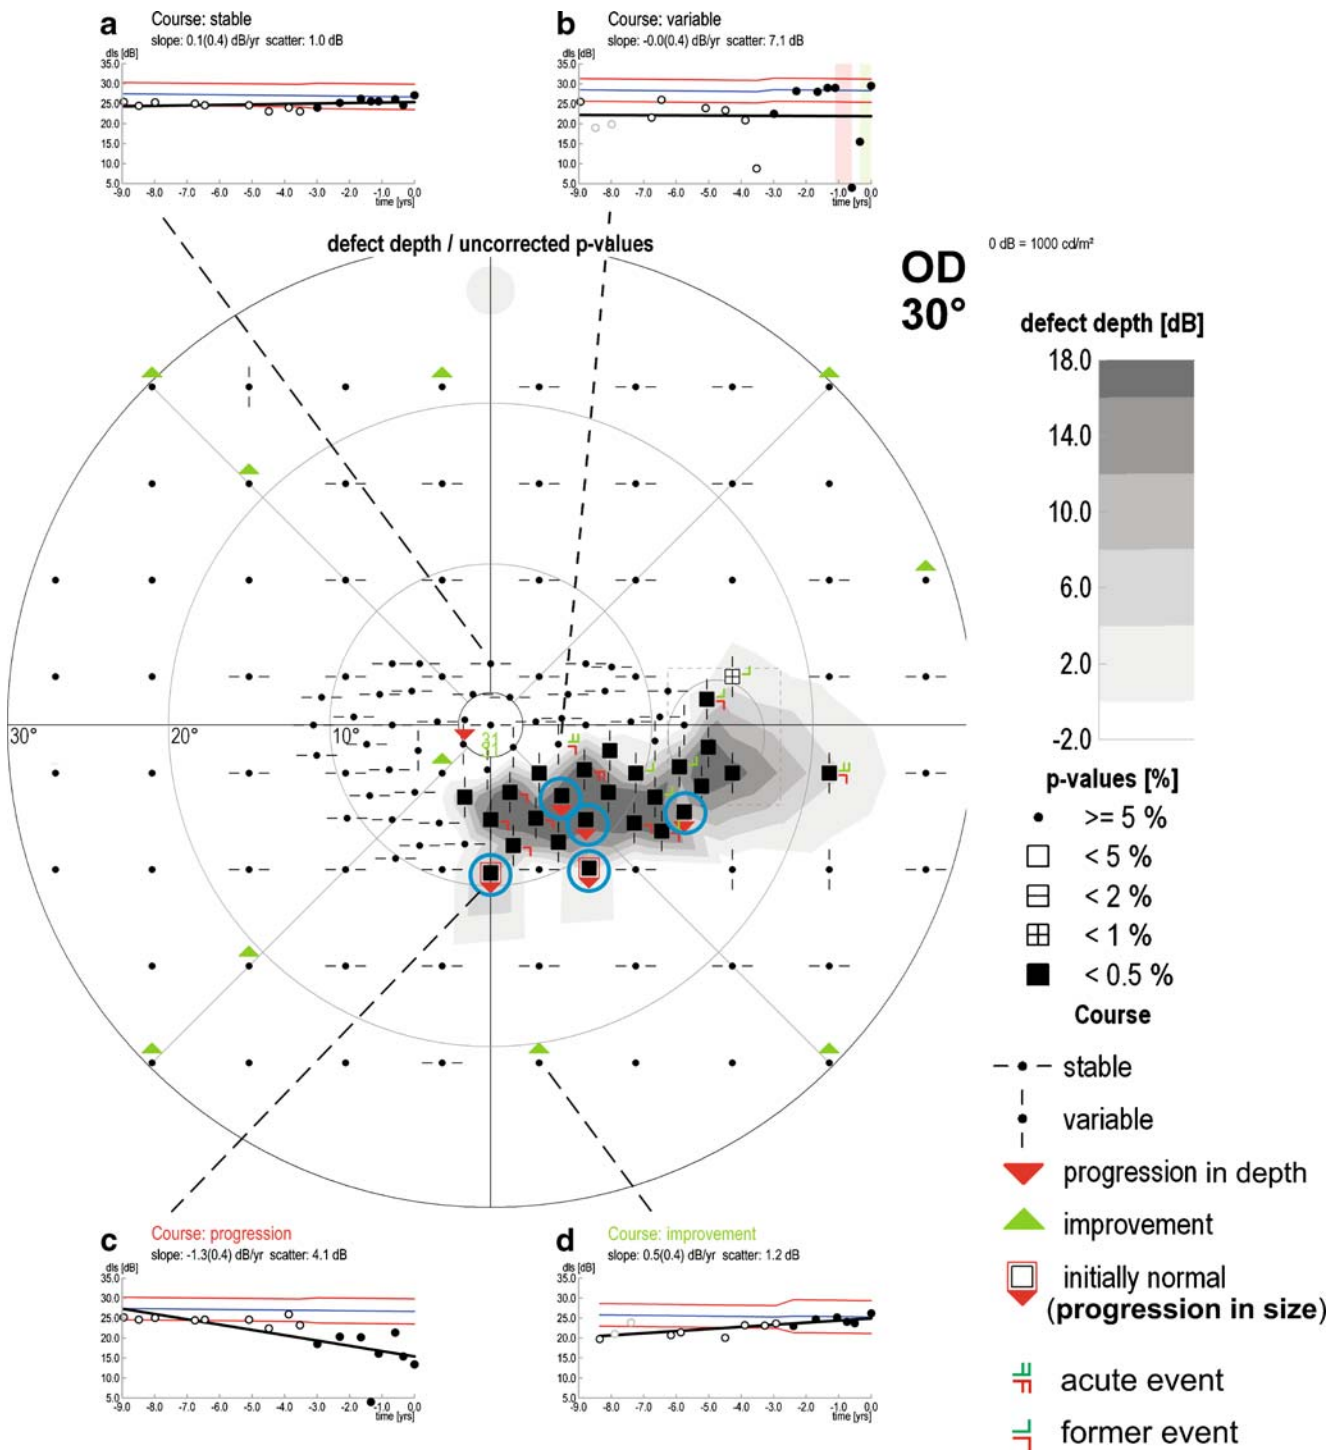 a Course: stable
slope: 0.1(0.4) dB/yr scatter: 1.0 dB
dls [dB]
35.0
30.0
25.0
20.0
15.0
10.0
5.0
-9.0 -8.0 -7.0 -6.0 -5.0 -4.0 -3.0 -2.0 -1.0 0.0
time [yrs]
b Course: variable
slope: -0.0(0.4) dB/yr scatter: 7.1 dB
dls [dB]
35.0
30.0
25.0
20.0
15.0
10.0
5.0
-9.0 -8.0 -7.0 -6.0 -5.0 -4.0 -3.0 -2.0 -1.0 0.0
time [yrs]
defect depth / uncorrected p-values
OD
30°
0 dB = 1000 cd/m²
30° 20° 10°
31
defect depth [dB]
18.0
14.0
10.0
6.0
2.0
-2.0
p-values [%]
>= 5 %
< 5 %
< 2 %
< 1 %
< 0.5 %
Course
stable
variable
progression in depth
improvement
initially normal
(progression in size)
acute event
former event
c Course: progression
slope: -1.3(0.4) dB/yr scatter: 4.1 dB
dls [dB]
35.0
30.0
25.0
20.0
15.0
10.0
5.0
-9.0 -8.0 -7.0 -6.0 -5.0 -4.0 -3.0 -2.0 -1.0 0.0
time [yrs]
d Course: improvement
slope: 0.5(0.4) dB/yr scatter: 1.2 dB
dls [dB]
35.0
30.0
25.0
20.0
15.0
10.0
5.0
-9.0 -8.0 -7.0 -6.0 -5.0 -4.0 -3.0 -2.0 -1.0 0.0
time [yrs]